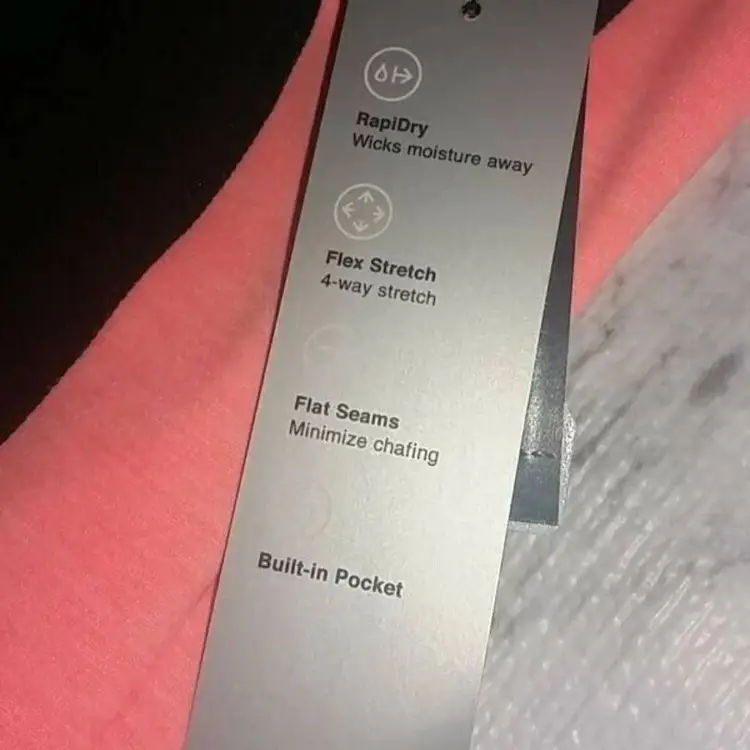 RapiDry
Wicks moisture away
Flex Stretch
4-way stretch
Flat Seams
Minimize chafing
Built-in Pocket